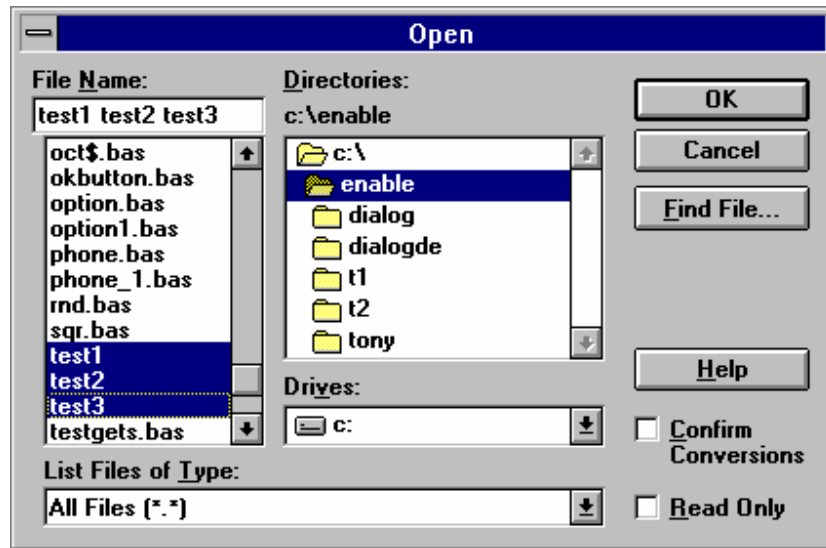 Open
File Name:
test1 test2 test3
oct$.bas
okbutton.bas
option.bas
option1.bas
phone.bas
phone_1.bas
rnd.bas
sqr.bas
test1
test2
test3
testgets.bas
List Files of Type:
All Files (*.*)
Directories:
c:\enable
c:\
enable
dialog
dialogde
t1
t2
tony
Drives:
c:
OK
Cancel
Find File...
Help
Confirm
Conversions
Read Only